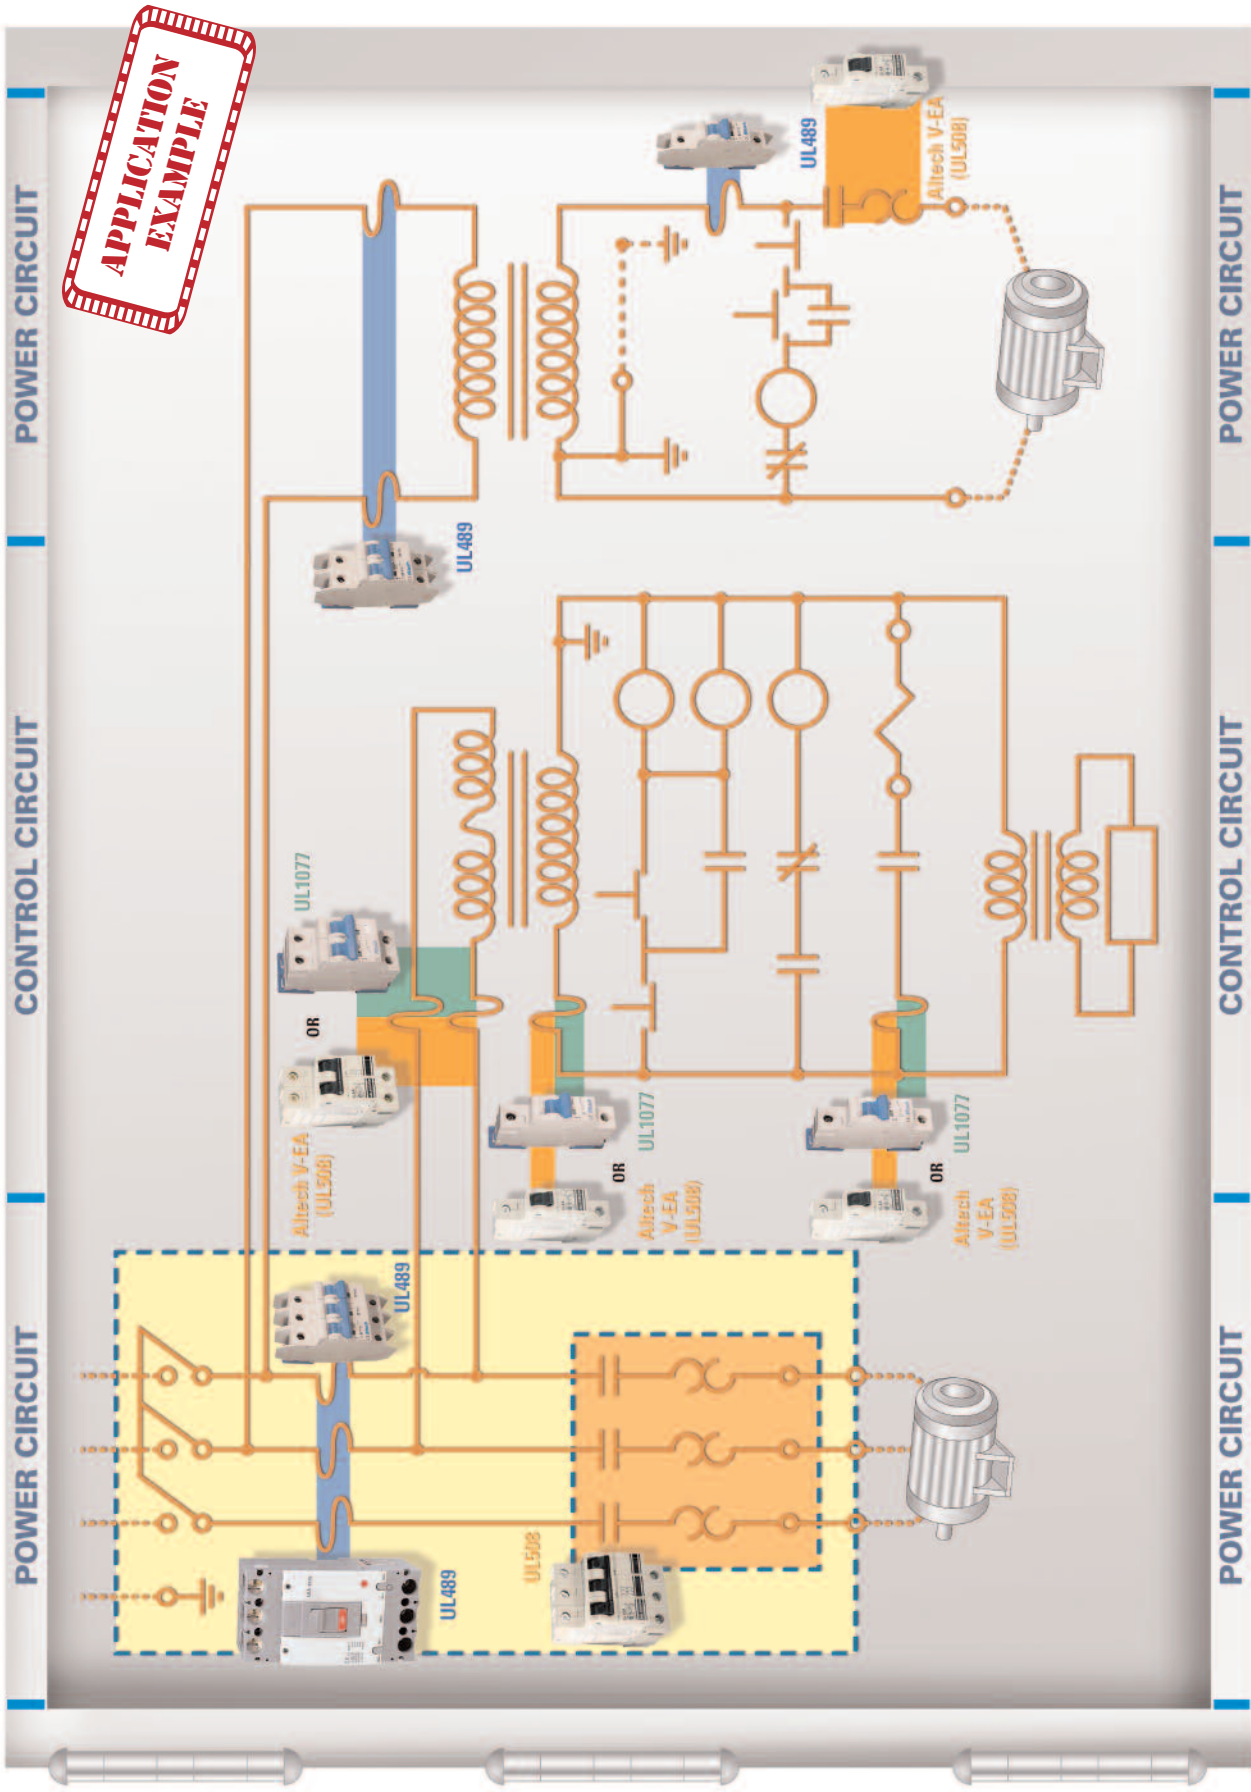 APPLICATION
EXAMPLE
POWER CIRCUIT
CONTROL CIRCUIT
POWER CIRCUIT
UL489
Altech V-EA
(UL508)
UL489
UL1077
OR
Altech V-EA
(UL508)
UL1077
OR
Altech
V-EA
(UL508)
UL1077
OR
Altech
V-EA
(UL508)
UL489
UL489
UL508
POWER CIRCUIT
CONTROL CIRCUIT
POWER CIRCUIT